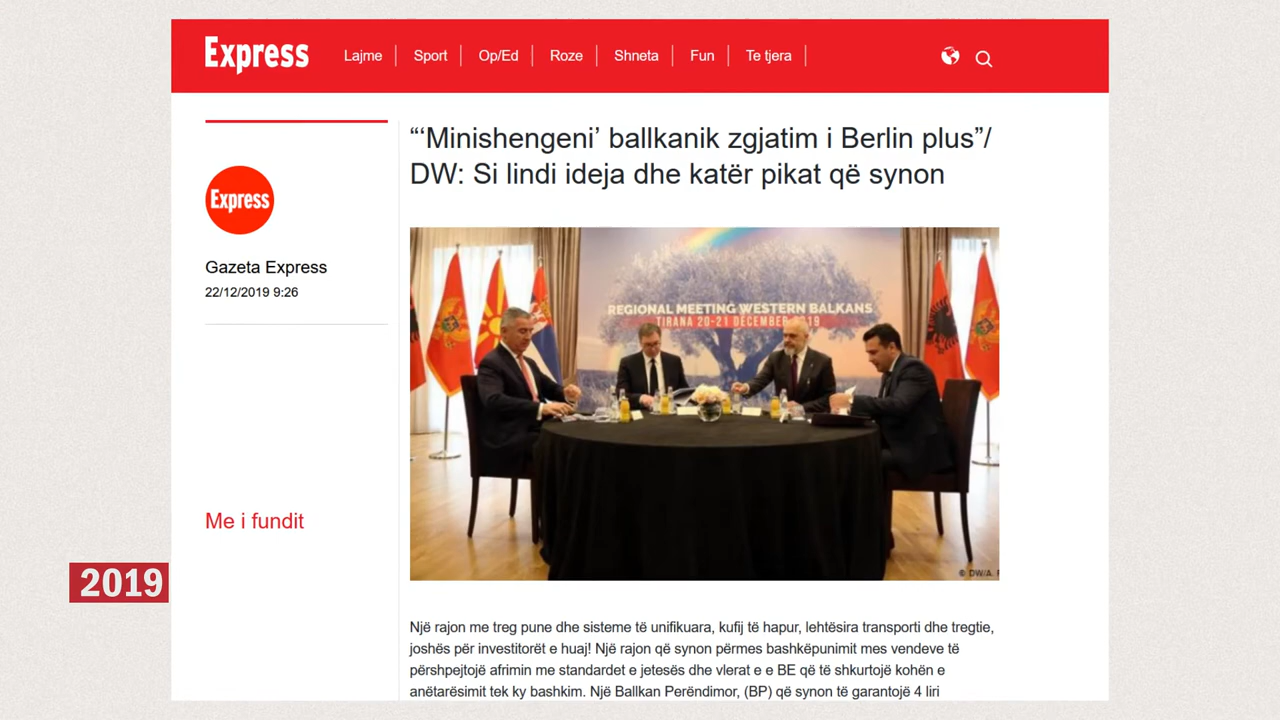 Express
Lajme
Sport
Op/Ed
Roze
Shneta
Fun
Te tjera
Express
Gazeta Express
22/12/2019 9:26
“‘Minishengeni’ ballkanik zgjatim i Berlin plus”/
DW: Si lindi ideja dhe katër pikat që synon
REGIONAL MEETING WESTERN BALKANS
TIRANA 20-21 DECEMBER 2019
© DW/A.
Me i fundit
2019
Një rajon me treg pune dhe sisteme të unifikuara, kufij të hapur, lehtësira transporti dhe tregtie,
joshës për investitorët e huaj! Një rajon që synon përmes bashkëpunimit mes vendeve të
përshpejtojë afrimin me standardet e jetesës dhe vlerat e e BE që të shkurtojë kohën e
anëtarësimit tek ky bashkim. Një Ballkan Perëndimor, (BP) që synon të garantojë 4 liri